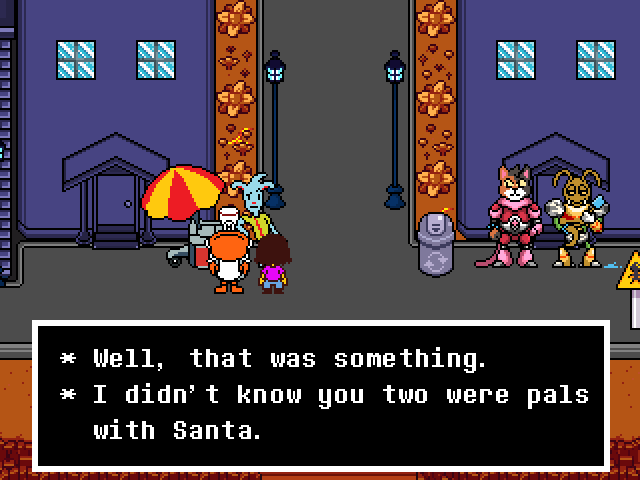 * Well, that was something.
* I didn't know you two were pals
with Santa.